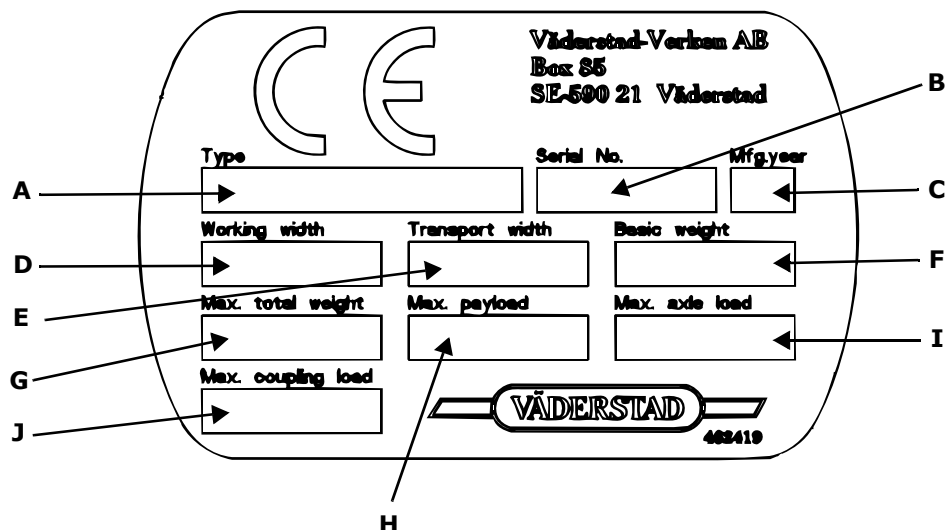 Väderstad-Verken AB
Box 85
SE-590 21 Väderstad
B
Type
Serial No.
Mfg.year
A
C
Working width
Transport width
Basic weight
D
F
E
Max. total weight
Max. payload
Max. axle load
G
I
Max. coupling load
J
VÄDERSTAD
462419
H